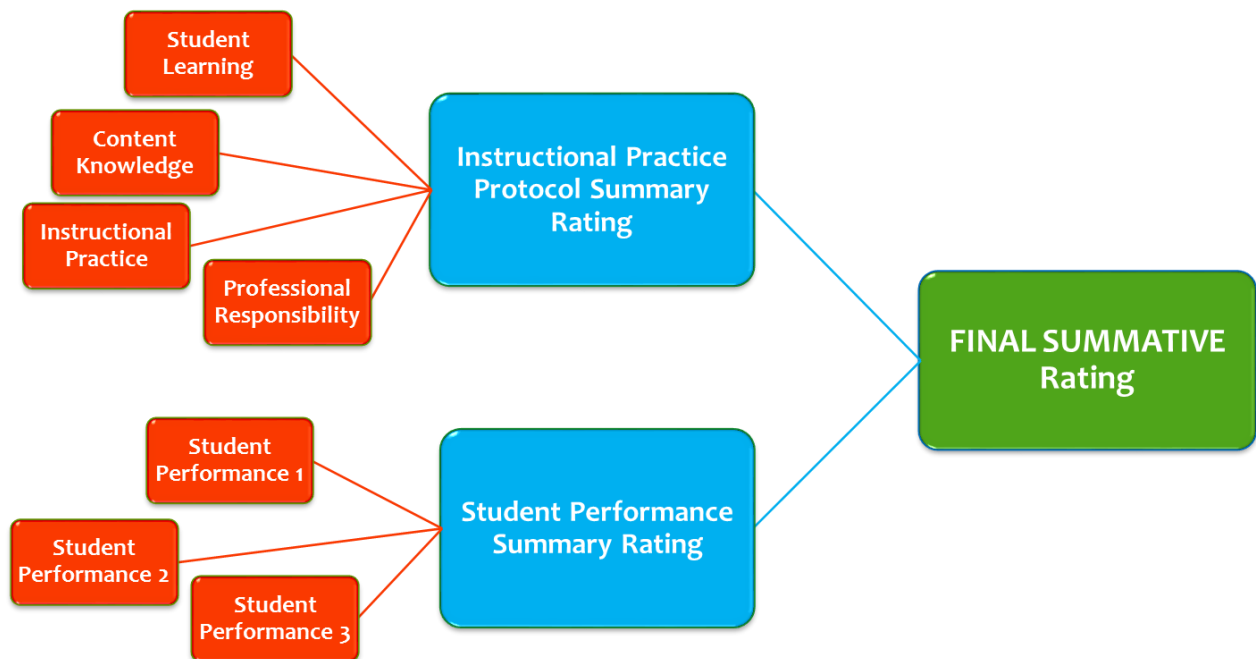 Student
Learning
Content
Knowledge
Instructional
Practice
Professional
Responsibility
Instructional Practice
Protocol Summary
Rating
Student
Performance 1
Student
Performance 2
Student
Performance 3
Student Performance
Summary Rating
FINAL SUMMATIVE
Rating